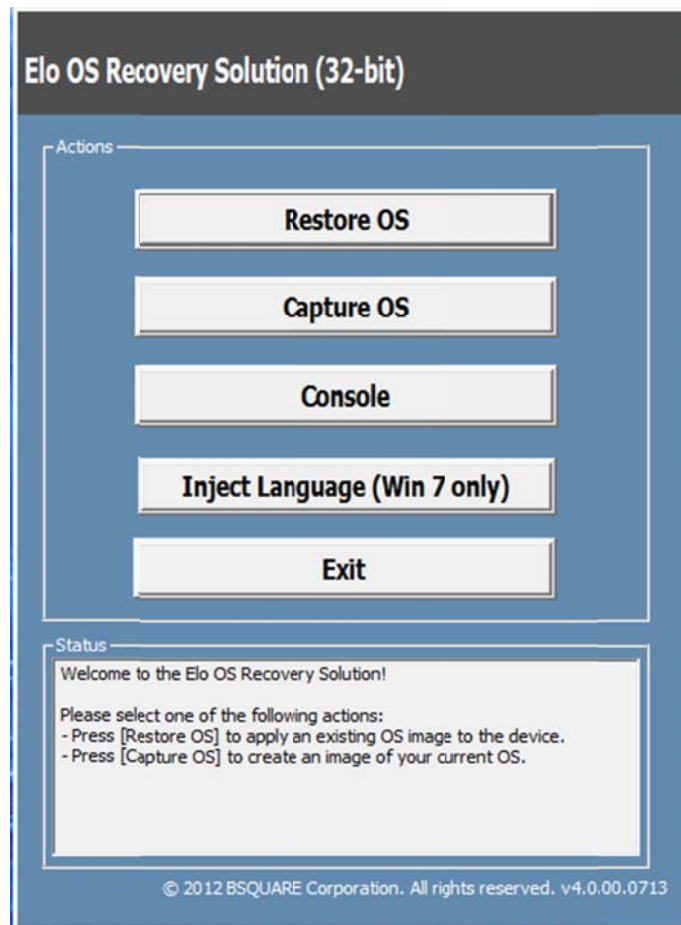 Elo OS Recovery Solution (32-bit)
Actions
Restore OS
Capture OS
Console
Inject Language (Win 7 only)
Exit
Status
Welcome to the Elo OS Recovery Solution!
Please select one of the following actions:
- Press [Restore OS] to apply an existing OS image to the device.
- Press [Capture OS] to create an image of your current OS.
© 2012 BSQUARE Corporation. All rights reserved. v4.0.00.0713